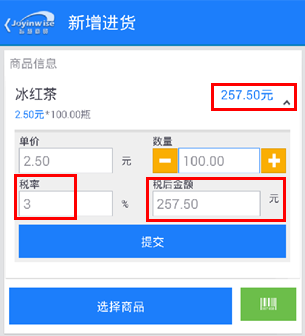 Joyinwise
新增进货
商品信息
冰红茶
257.50元
2.50元*100.00瓶
单价 数量
2.50 元 100.00
税率 税后金额
3 % 257.50 元
提交
选择商品